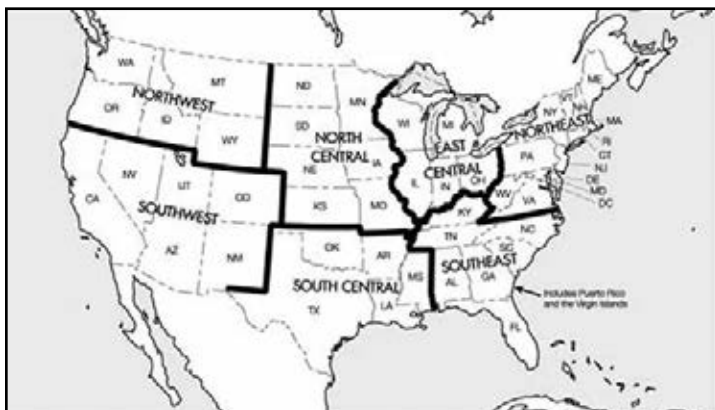 WA
MT
ND
MN
ME
VT
NH
OR
ID
NORTHWEST
WY
SD
NORTH
CENTRAL
WI
MI
NY
NORTHEAST
MA
RI
CT
NJ
DE
MD
DC
IA
NE
EAST
CENTRAL
IL
IN
OH
PA
WV
VA
NV
UT
CO
KS
MO
KY
CA
SOUTHWEST
AZ
NM
OK
AR
TN
NC
SC
SOUTHEAST
MS
AL
GA
SOUTH CENTRAL
TX
LA
FL
Includes Puerto Rico
and the Virgin Islands